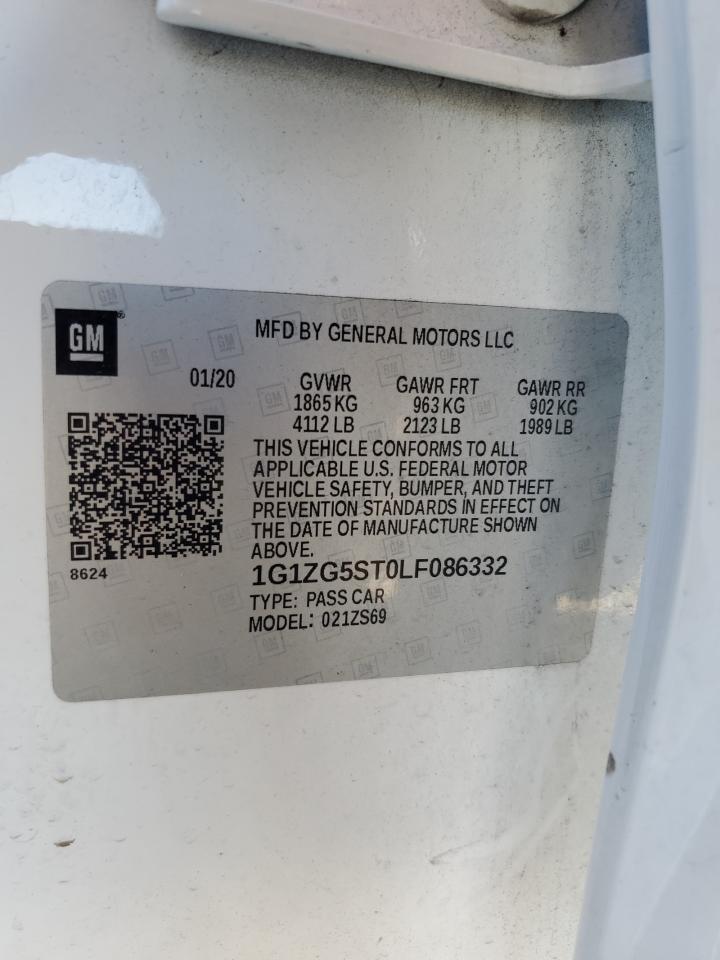 GM®
MFD BY GENERAL MOTORS LLC
01/20 GVWR GAWR FRT GAWR RR
1865 KG 963 KG 902 KG
4112 LB 2123 LB 1989 LB
THIS VEHICLE CONFORMS TO ALL
APPLICABLE U.S. FEDERAL MOTOR
VEHICLE SAFETY, BUMPER, AND THEFT
PREVENTION STANDARDS IN EFFECT ON
THE DATE OF MANUFACTURE SHOWN
ABOVE.
8624
1G1ZG5ST0LF086332
TYPE: PASS CAR
MODEL: 021ZS69